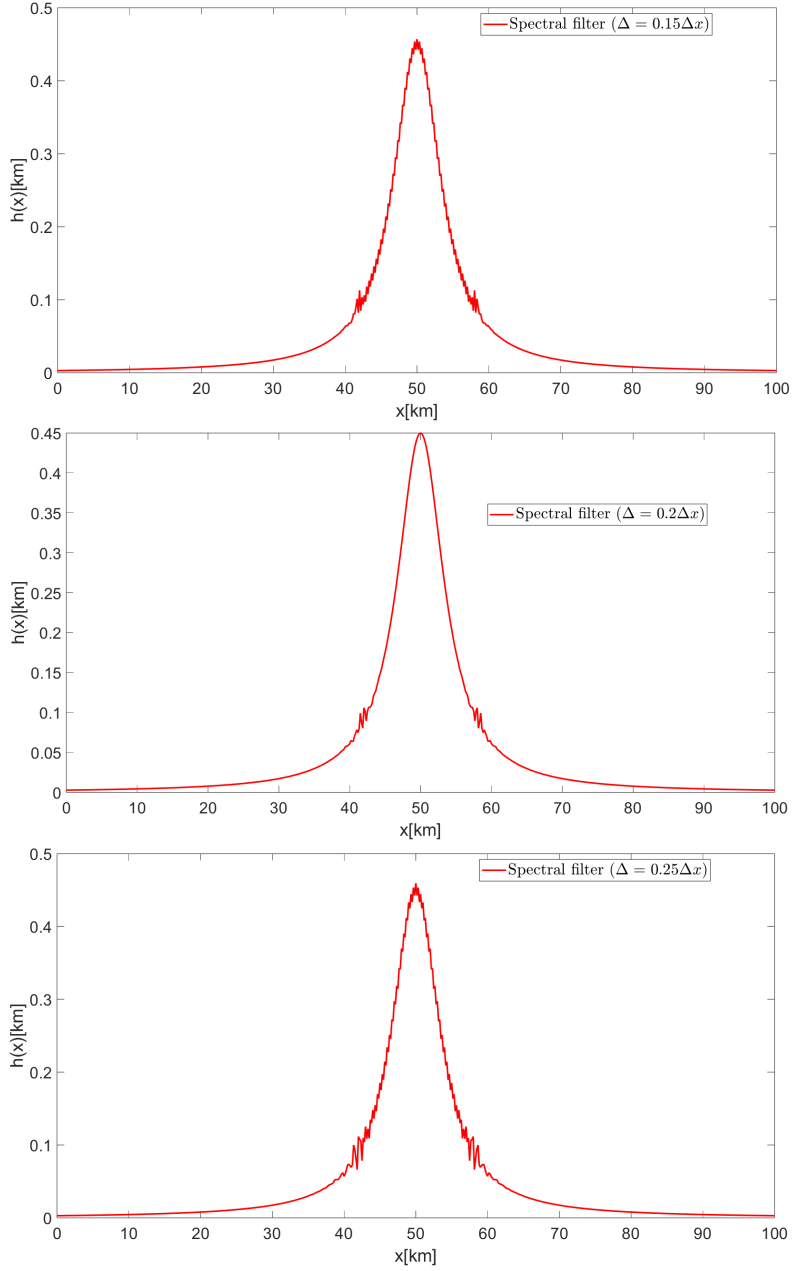 0.5
Spectral filter (Δ = 0.15Δx)
0.4
0.3
0.2
0.1
0
h(x)[km]
0 10 20 30 40 50 60 70 80 90 100
x[km]
0.45
0.4
0.35
Spectral filter (Δ = 0.2Δx)
0.3
0.25
0.2
0.15
0.1
0.05
0
h(x)[km]
0 10 20 30 40 50 60 70 80 90 100
x[km]
0.5
Spectral filter (Δ = 0.25Δx)
0.4
0.3
0.2
0.1
0
h(x)[km]
0 10 20 30 40 50 60 70 80 90 100
x[km]